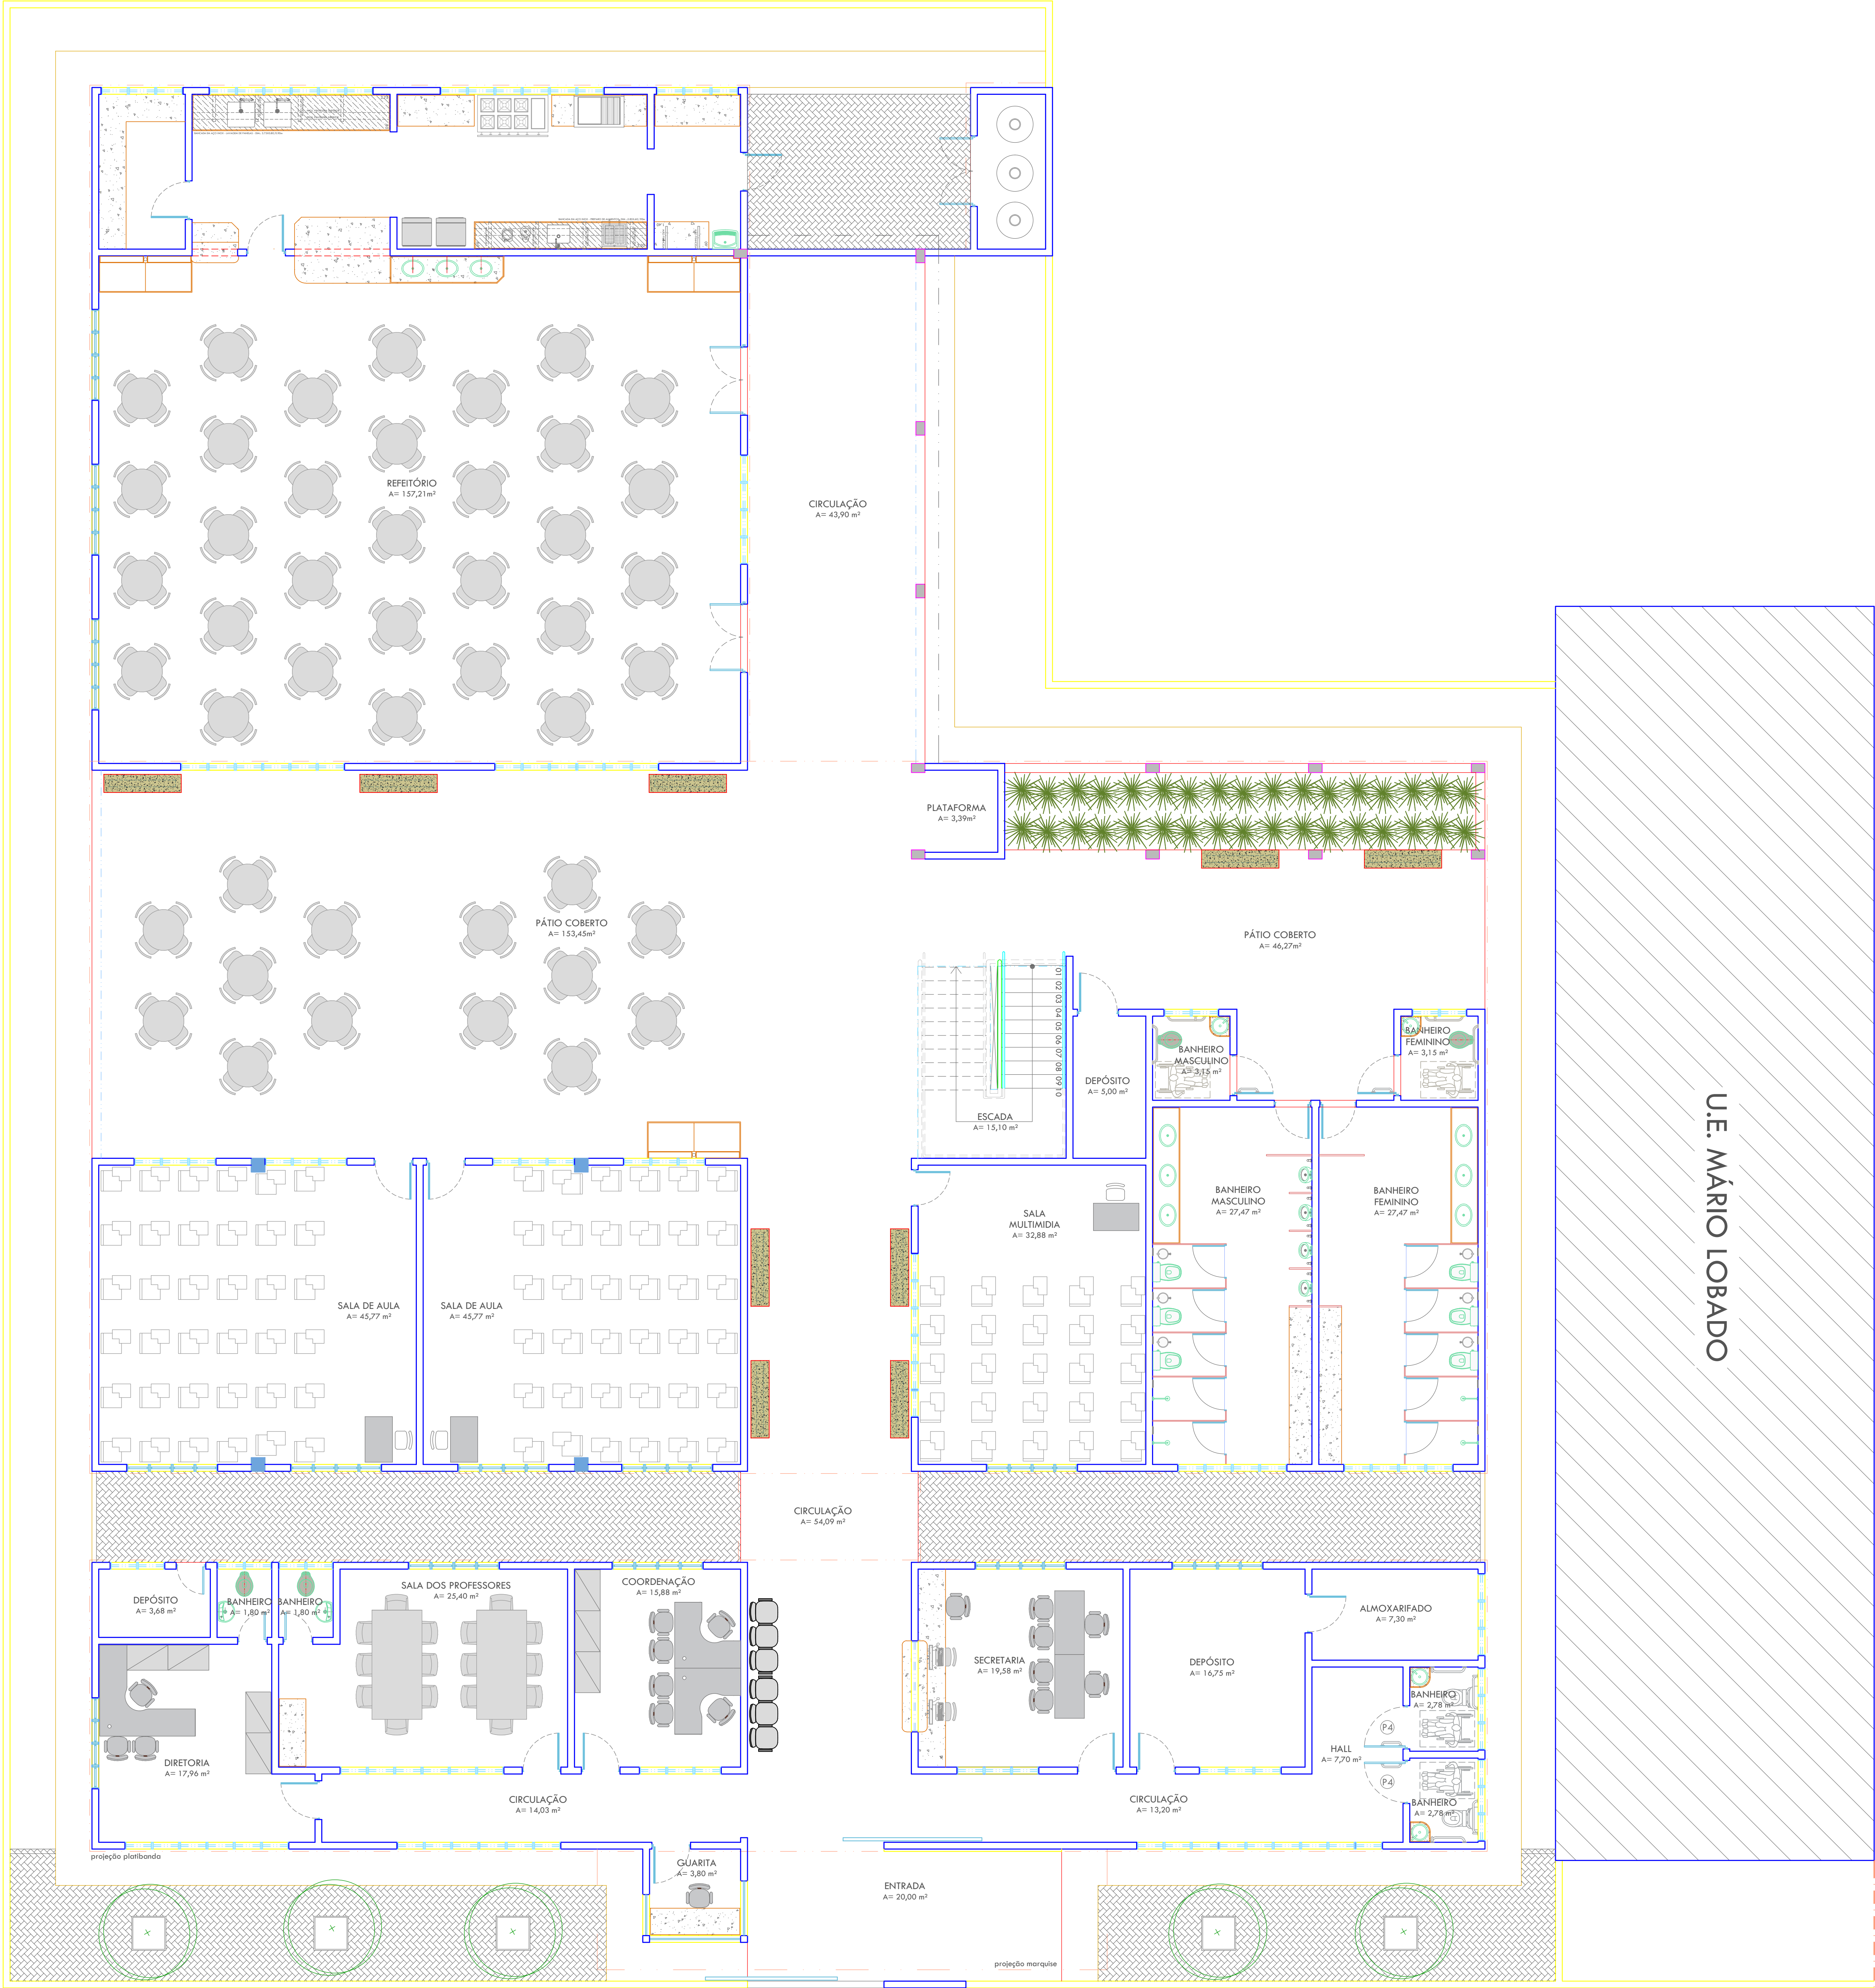 REFEITÓRIO
A= 157,21m²
CIRCULAÇÃO
A= 43,90 m²
PLATAFORMA
A= 3,39m²
PÁTIO COBERTO
A= 153,45m²
PÁTIO COBERTO
A= 46,27m²
01 02 03 04 05 06 07 08 09 10
ESCADA
A= 15,10 m²
DEPÓSITO
A= 5,00 m²
BANHEIRO
MASCULINO
A= 3,15 m²
BANHEIRO
FEMININO
A= 3,15 m²
U.E. MÁRIO LOBADO
SALA DE AULA
A= 45,77 m²
SALA DE AULA
A= 45,77 m²
SALA
MULTIMIDIA
A= 32,88 m²
BANHEIRO
MASCULINO
A= 27,47 m²
BANHEIRO
FEMININO
A= 27,47 m²
CIRCULAÇÃO
A= 54,09 m²
DEPÓSITO
A= 3,68 m²
BANHEIRO
A= 1,80 m²
BANHEIRO
A= 1,80 m²
SALA DOS PROFESSORES
A= 25,40 m²
COORDENAÇÃO
A= 15,88 m²
SECRETARIA
A= 19,58 m²
DEPÓSITO
A= 16,75 m²
ALMOXARIFADO
A= 7,30 m²
BANHEIRO
A= 2,78 m²
P4
HALL
A= 7,70 m²
P4
BANHEIRO
A= 2,78 m²
DIRETORIA
A= 17,96 m²
CIRCULAÇÃO
A= 14,03 m²
CIRCULAÇÃO
A= 13,20 m²
projeção platibanda
GUARITA
A= 3,80 m²
ENTRADA
A= 20,00 m²
projeção marquise